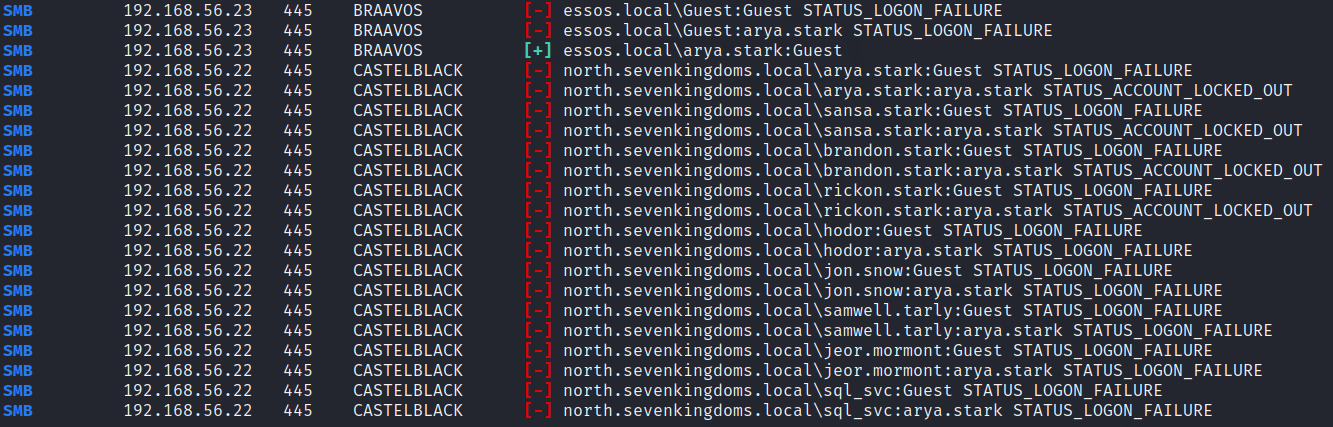 SMB 192.168.56.23 445 BRAAVOS [-] essos.local\Guest:Guest STATUS_LOGON_FAILURE
SMB 192.168.56.23 445 BRAAVOS [-] essos.local\Guest:arya.stark STATUS_LOGON_FAILURE
SMB 192.168.56.23 445 BRAAVOS [+] essos.local\arya.stark:Guest
SMB 192.168.56.22 445 CASTELBLACK [-] north.sevenkingdoms.local\arya.stark:Guest STATUS_LOGON_FAILURE
SMB 192.168.56.22 445 CASTELBLACK [-] north.sevenkingdoms.local\arya.stark:arya.stark STATUS_ACCOUNT_LOCKED_OUT
SMB 192.168.56.22 445 CASTELBLACK [-] north.sevenkingdoms.local\sansa.stark:Guest STATUS_LOGON_FAILURE
SMB 192.168.56.22 445 CASTELBLACK [-] north.sevenkingdoms.local\sansa.stark:arya.stark STATUS_ACCOUNT_LOCKED_OUT
SMB 192.168.56.22 445 CASTELBLACK [-] north.sevenkingdoms.local\brandon.stark:Guest STATUS_LOGON_FAILURE
SMB 192.168.56.22 445 CASTELBLACK [-] north.sevenkingdoms.local\brandon.stark:arya.stark STATUS_ACCOUNT_LOCKED_OUT
SMB 192.168.56.22 445 CASTELBLACK [-] north.sevenkingdoms.local\rickon.stark:Guest STATUS_LOGON_FAILURE
SMB 192.168.56.22 445 CASTELBLACK [-] north.sevenkingdoms.local\rickon.stark:arya.stark STATUS_ACCOUNT_LOCKED_OUT
SMB 192.168.56.22 445 CASTELBLACK [-] north.sevenkingdoms.local\hodor:Guest STATUS_LOGON_FAILURE
SMB 192.168.56.22 445 CASTELBLACK [-] north.sevenkingdoms.local\hodor:arya.stark STATUS_LOGON_FAILURE
SMB 192.168.56.22 445 CASTELBLACK [-] north.sevenkingdoms.local\jon.snow:Guest STATUS_LOGON_FAILURE
SMB 192.168.56.22 445 CASTELBLACK [-] north.sevenkingdoms.local\jon.snow:arya.stark STATUS_LOGON_FAILURE
SMB 192.168.56.22 445 CASTELBLACK [-] north.sevenkingdoms.local\samwell.tarly:Guest STATUS_LOGON_FAILURE
SMB 192.168.56.22 445 CASTELBLACK [-] north.sevenkingdoms.local\samwell.tarly:arya.stark STATUS_LOGON_FAILURE
SMB 192.168.56.22 445 CASTELBLACK [-] north.sevenkingdoms.local\jeor.mormont:Guest STATUS_LOGON_FAILURE
SMB 192.168.56.22 445 CASTELBLACK [-] north.sevenkingdoms.local\jeor.mormont:arya.stark STATUS_LOGON_FAILURE
SMB 192.168.56.22 445 CASTELBLACK [-] north.sevenkingdoms.local\sql_svc:Guest STATUS_LOGON_FAILURE
SMB 192.168.56.22 445 CASTELBLACK [-] north.sevenkingdoms.local\sql_svc:arya.stark STATUS_LOGON_FAILURE